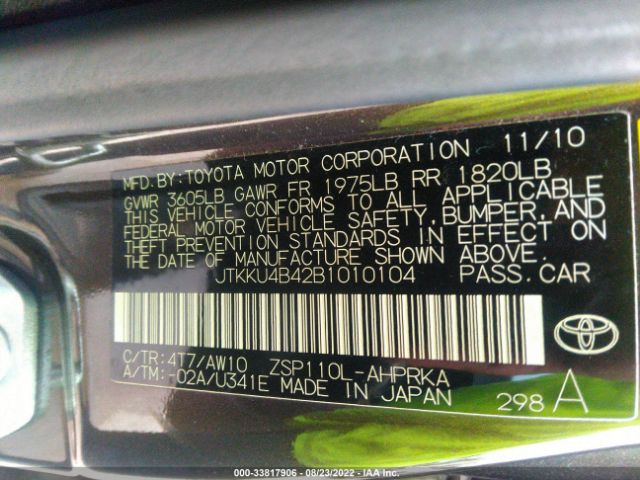 MFD.BY:TOYOTA MOTOR CORPORATION 11/10
GVWR 3605LB GAWR FR 1975LB RR 1820LB
THIS VEHICLE CONFORMS TO ALL APPLICABLE
FEDERAL MOTOR VEHICLE SAFETY, BUMPER, AND
THEFT PREVENTION STANDARDS IN EFFECT ON
THE DATE OF MANUFACTURE SHOWN ABOVE.
JTKKU4B42B1010104 PASS.CAR
C/TR:4T7/AW10 ZSP110L-AHPRKA
A/TM:-02A/U341E MADE IN JAPAN
298A
TOYOTA
000-33817906 - 08/23/2022 - IAA Inc.